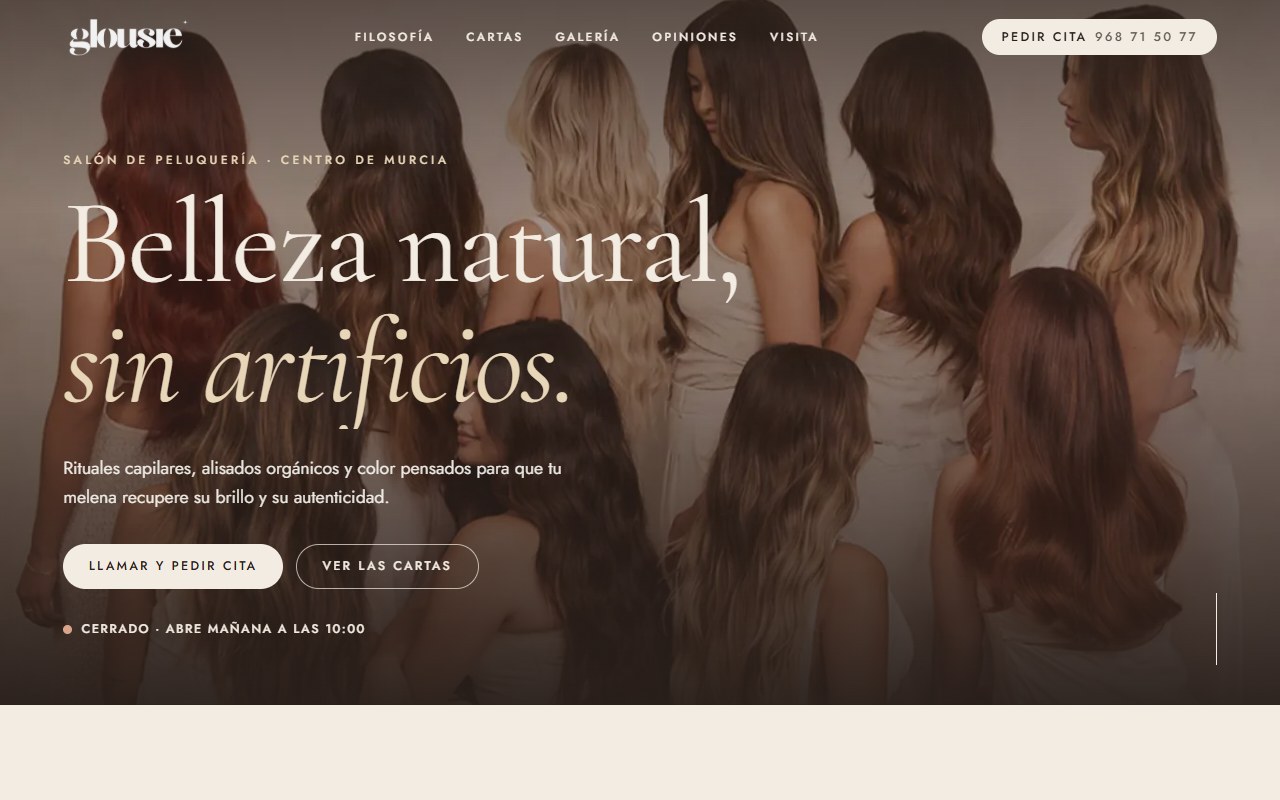 glousie
FILOSOFÍA
CARTAS
GALERÍA
OPINIONES
VISITA
PEDIR CITA 968 71 50 77
SALÓN DE PELUQUERÍA · CENTRO DE MURCIA
Belleza natural,
sin artificios.
Rituales capilares, alisados orgánicos y color pensados para que tu
melena recupere su brillo y su autenticidad.
LLAMAR Y PEDIR CITA
VER LAS CARTAS
CERRADO · ABRE MAÑANA A LAS 10:00